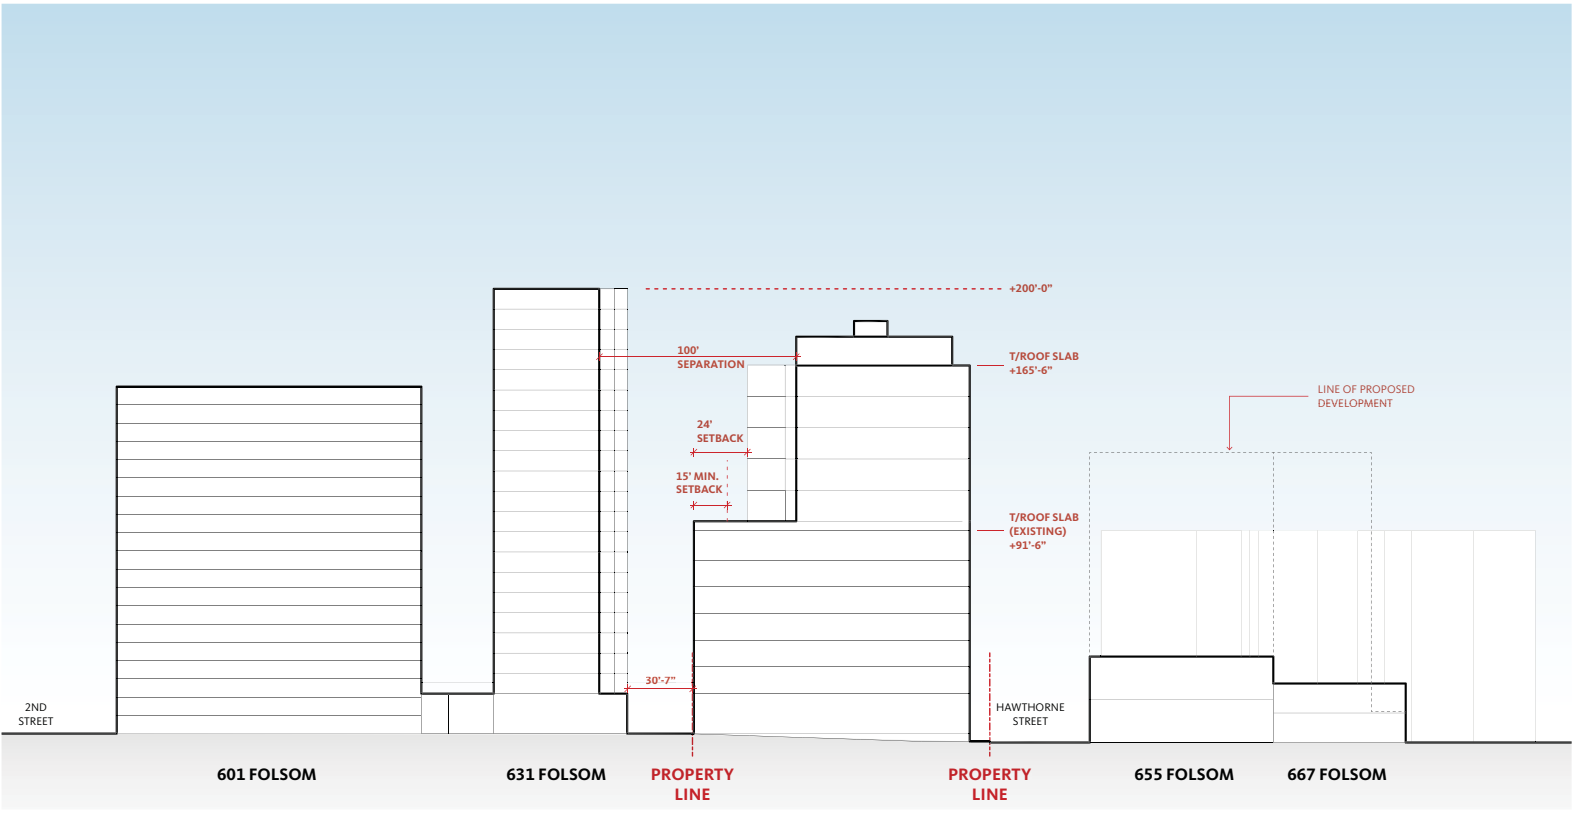 +200'-0"
100'
SEPARATION
T/ROOF SLAB
+165'-6"
LINE OF PROPOSED
DEVELOPMENT
24'
SETBACK
15' MIN.
SETBACK
T/ROOF SLAB
(EXISTING)
+91'-6"
30'-7"
2ND
STREET
HAWTHORNE
STREET
601 FOLSOM
631 FOLSOM
PROPERTY
LINE
PROPERTY
LINE
655 FOLSOM
667 FOLSOM